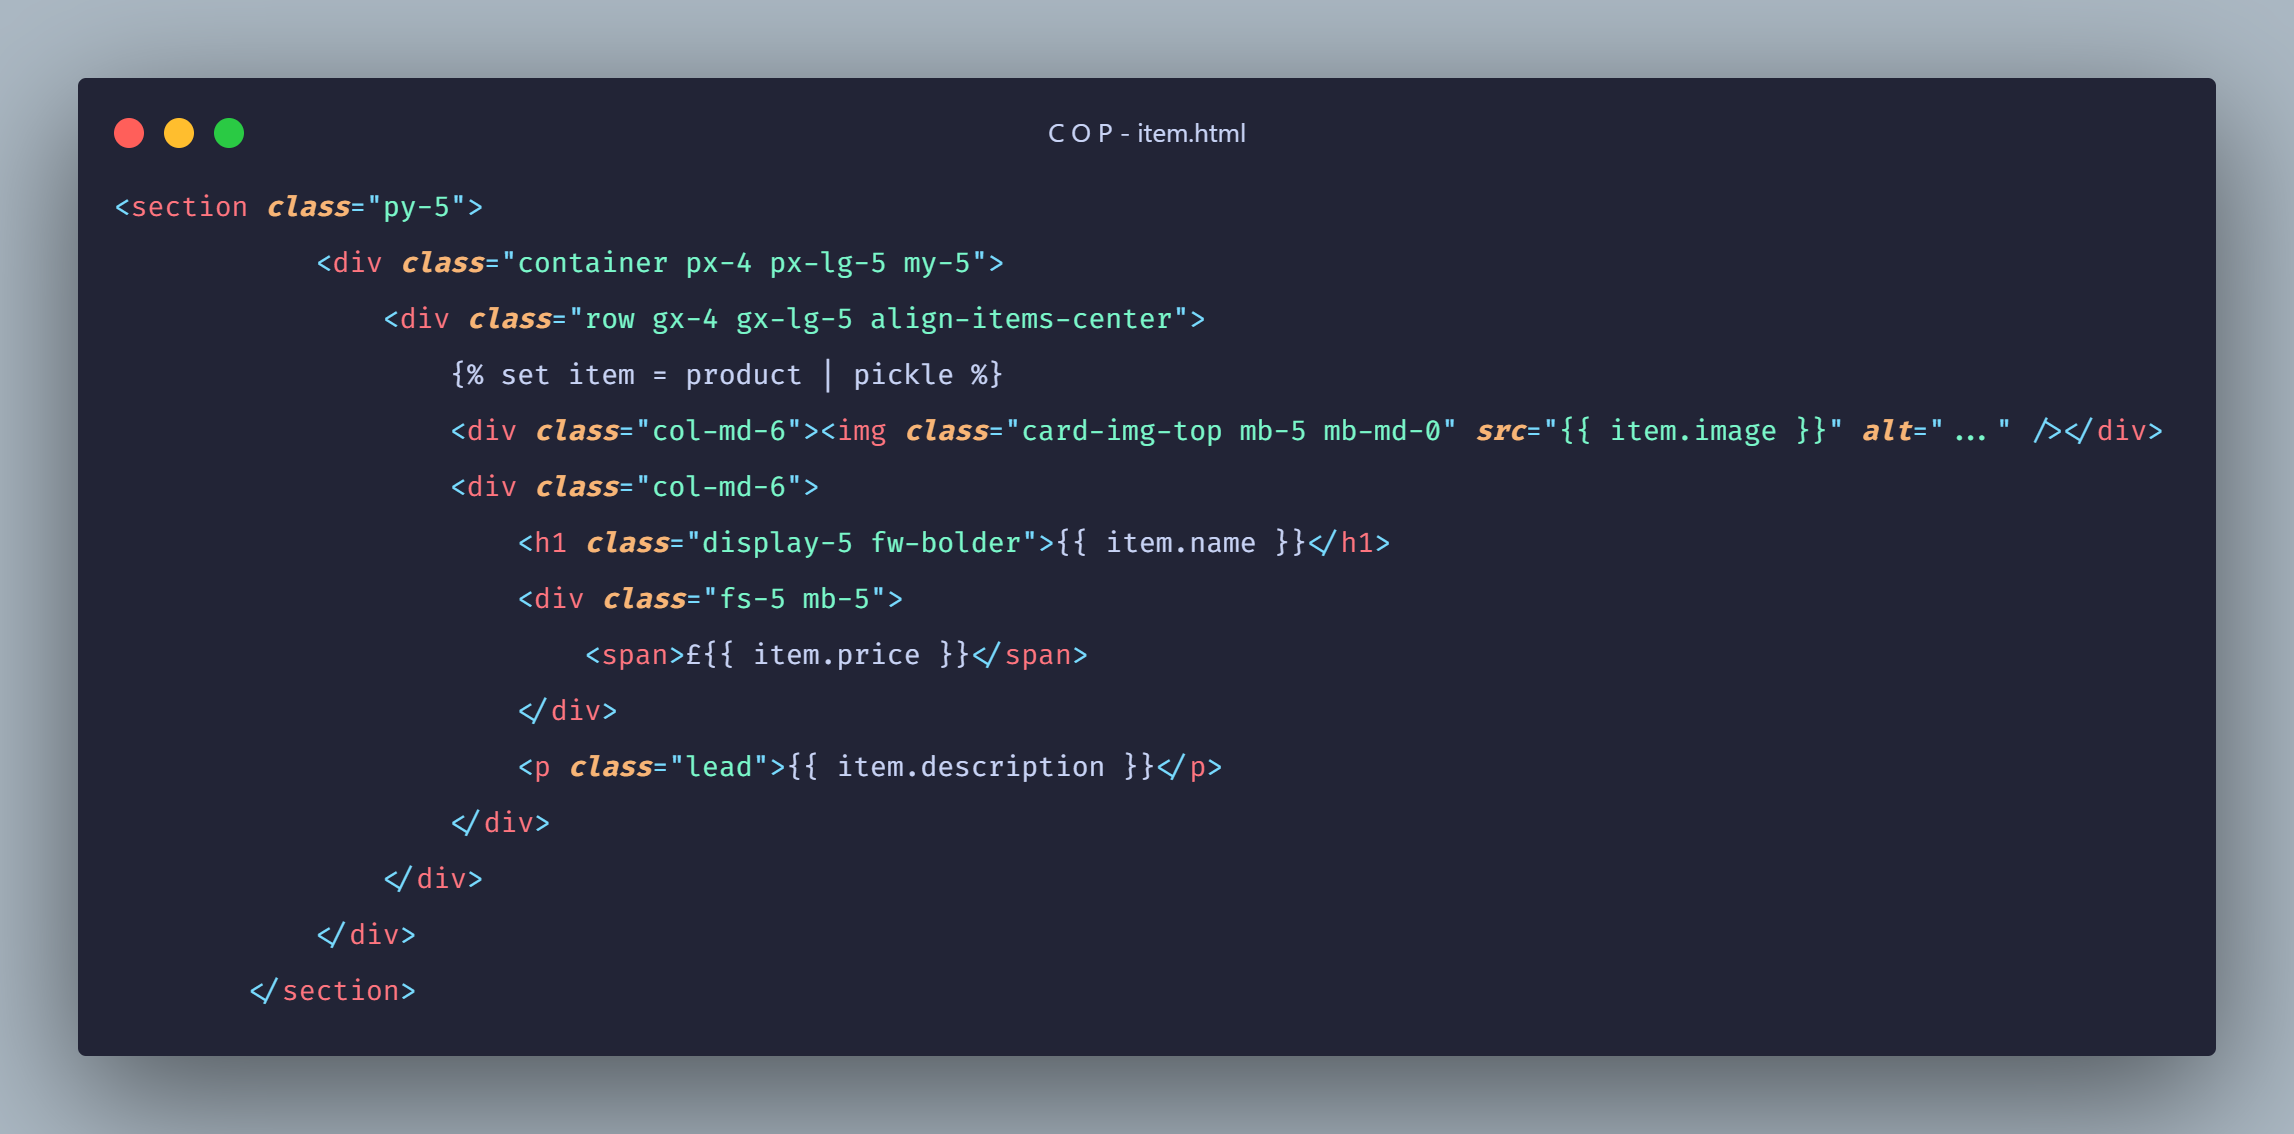 C O P - item.html
<section class="py-5">
<div class="container px-4 px-lg-5 my-5">
<div class="row gx-4 gx-lg-5 align-items-center">
{% set item = product | pickle %}
<div class="col-md-6"><img class="card-img-top mb-5 mb-md-0" src="{{ item.image }}" alt="..." /></div>
<div class="col-md-6">
<h1 class="display-5 fw-bolder">{{ item.name }}</h1>
<div class="fs-5 mb-5">
<span>£{{ item.price }}</span>
</div>
<p class="lead">{{ item.description }}</p>
</div>
</div>
</div>
</section>